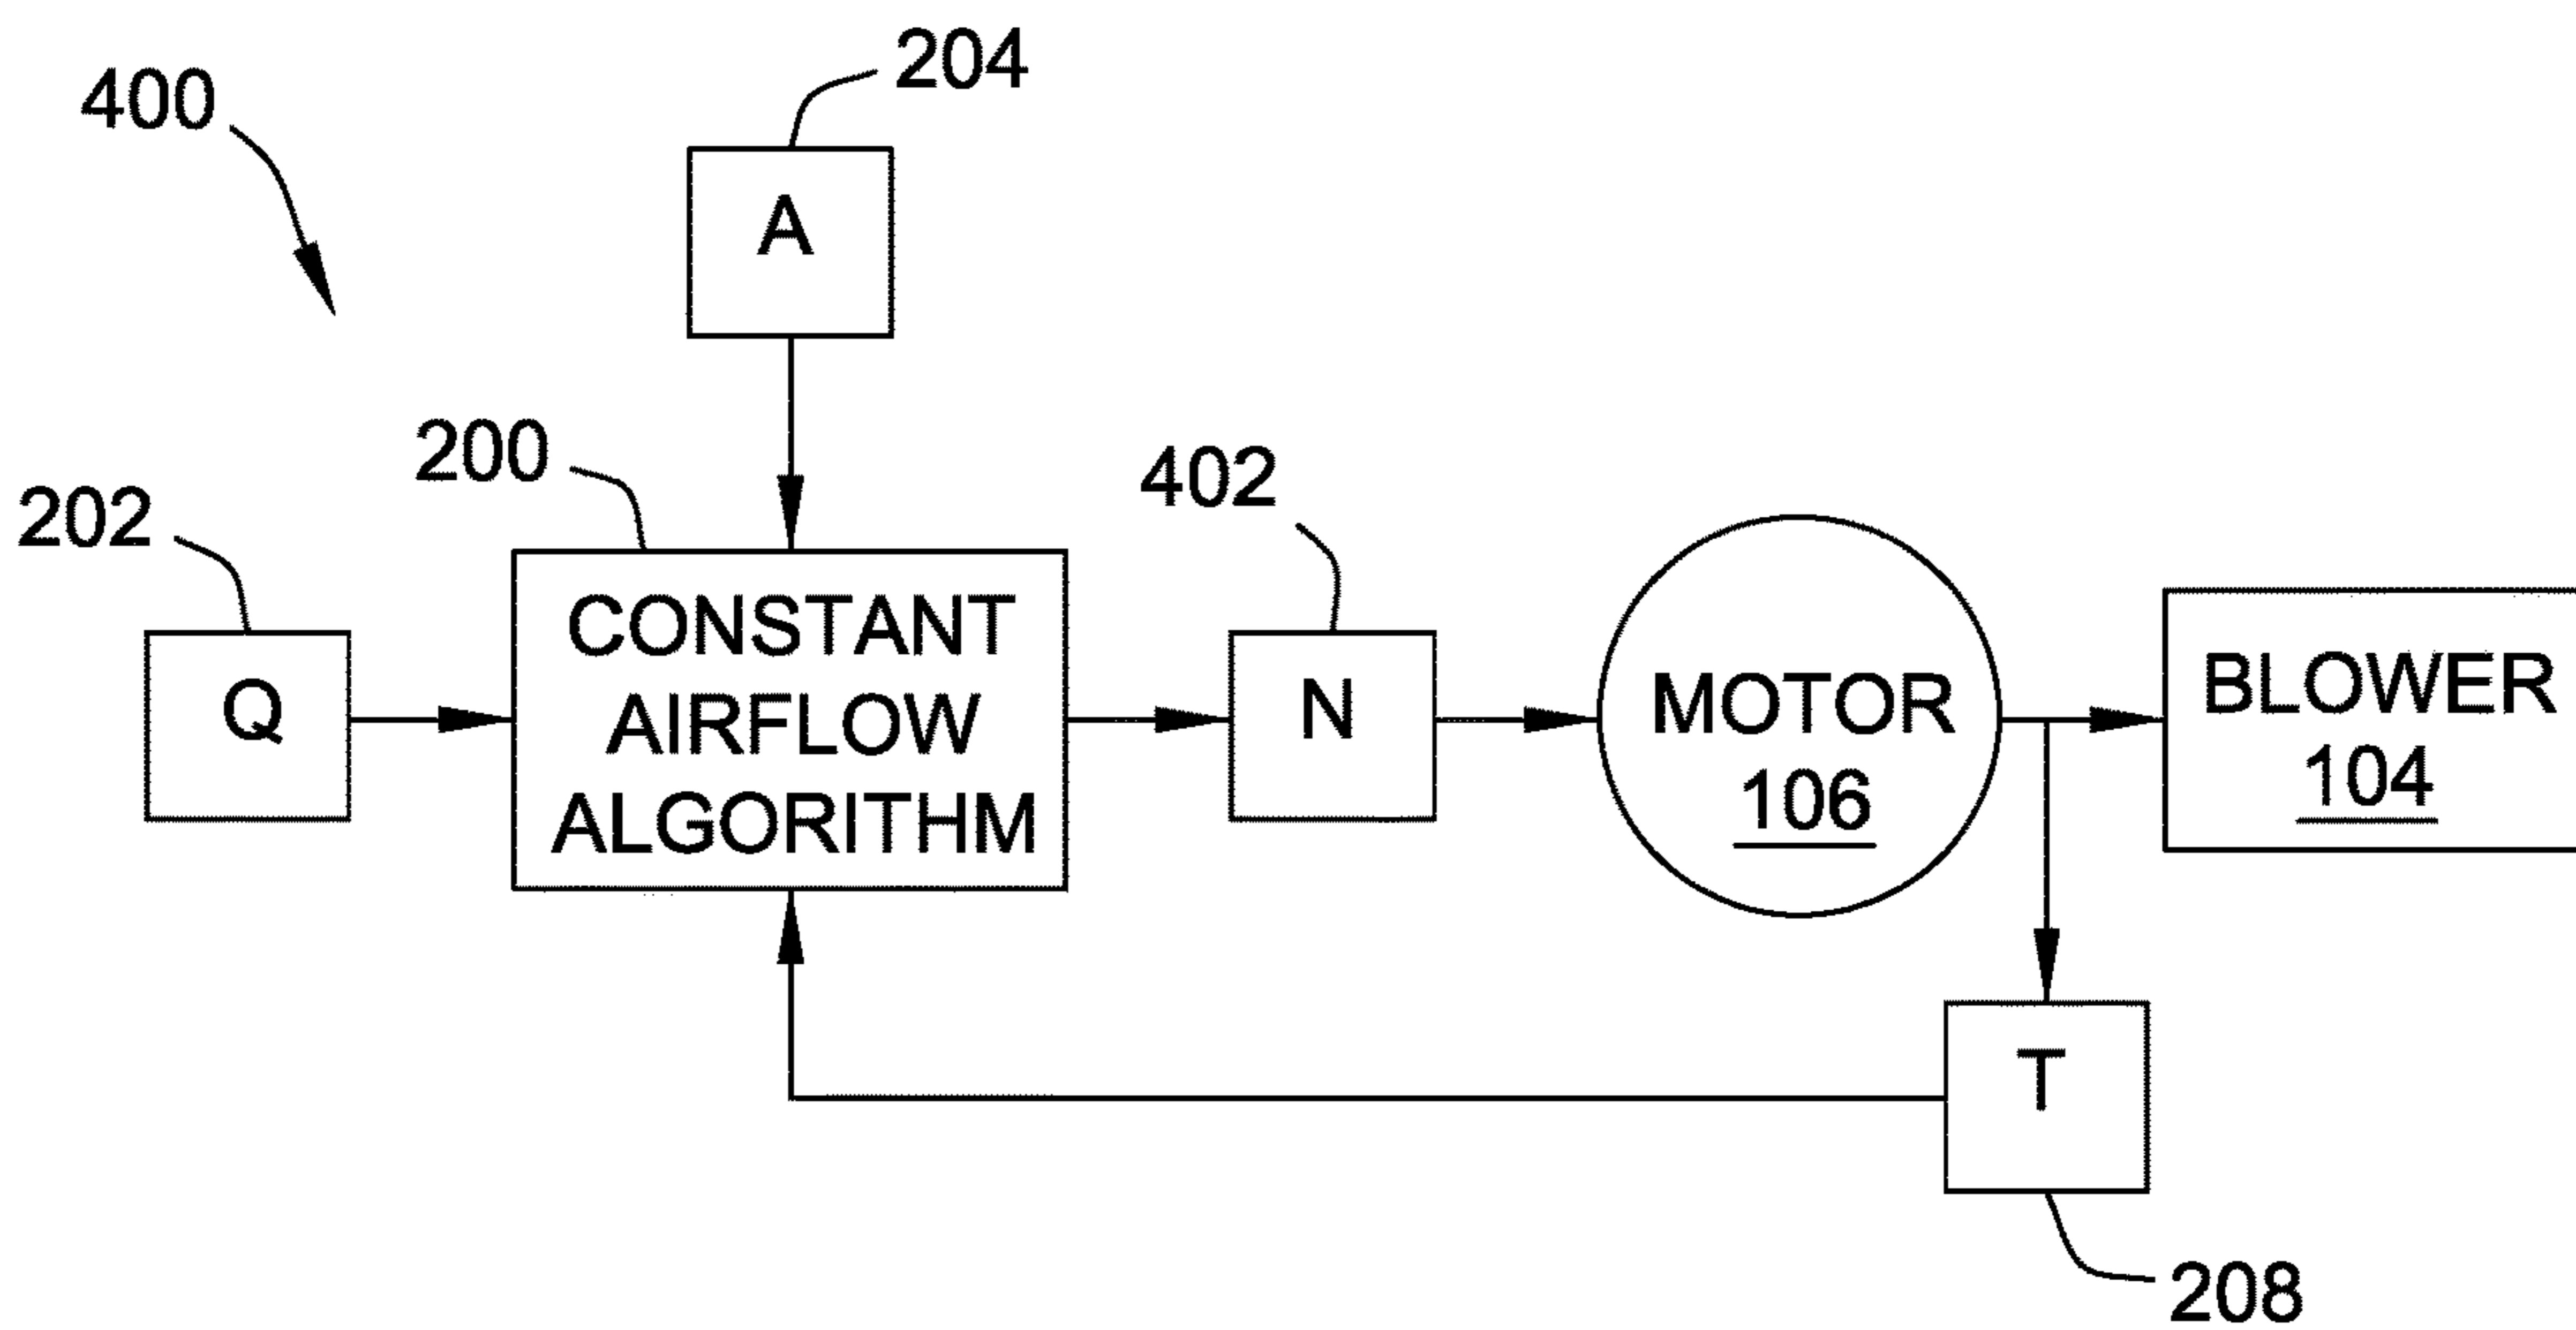 204
400
A
200
402
202
CONSTANT
AIRFLOW
ALGORITHM
Q
N
MOTOR
106
BLOWER
104
T
208